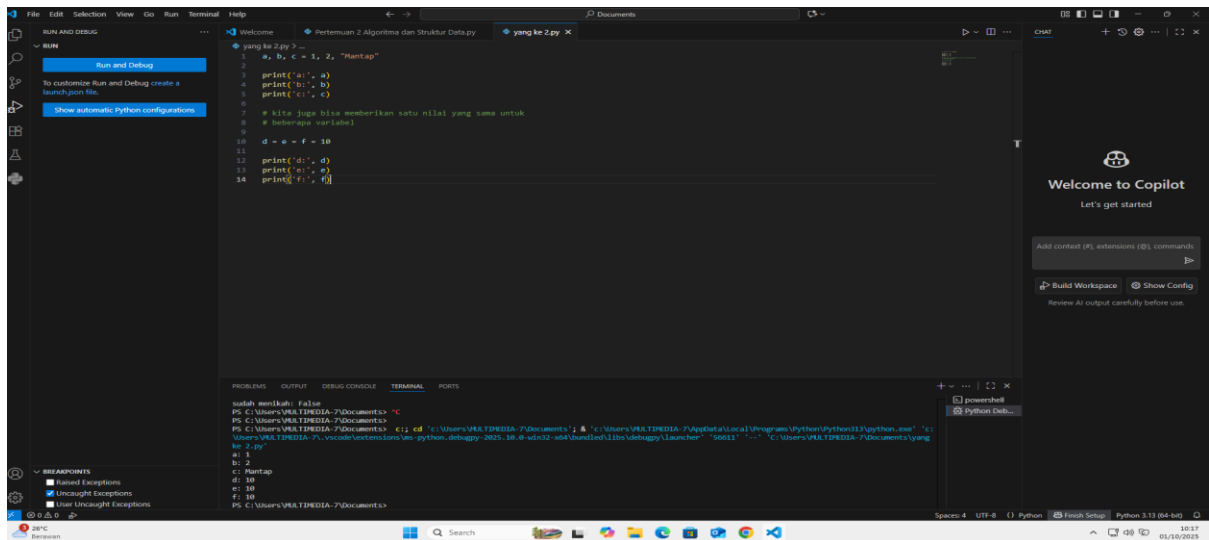 File Edit Selection View Go Run Terminal Help
Documents
RUN AND DEBUG
RUN
Run and Debug
To customize Run and Debug create a
launch.json file.
Show automatic Python configurations
Welcome
Pertemuan 2 Algoritma dan Struktur Data.py
yang ke 2.py
yang ke 2.py > ...
1 a, b, c = 1, 2, "Mantap"
2
3 print('a:', a)
4 print('b:', b)
5 print('c:', c)
6
7 # kita juga bisa memberikan satu nilai yang sama untuk
8 # beberapa variabel
9
10 d = e = f = 10
11
12 print('d:', d)
13 print('e:', e)
14 print('f:', f)
CHAT
Welcome to Copilot
Let's get started
Add context (#), extensions (@), commands
Build Workspace
Show Config
Review AI output carefully before use.
PROBLEMS OUTPUT DEBUG CONSOLE TERMINAL PORTS
powershell
Python Deb...
sudah menikah: False
PS C:\Users\MULTIMEDIA-7\Documents> ^C
PS C:\Users\MULTIMEDIA-7\Documents>
PS C:\Users\MULTIMEDIA-7\Documents> c:; cd 'c:\Users\MULTIMEDIA-7\Documents'; & 'c:\Users\MULTIMEDIA-7\AppData\Local\Programs\Python\Python313\python.exe' 'c:
\Users\MULTIMEDIA-7\.vscode\extensions\ms-python.debugpy-2025.10.0-win32-x64\bundled\libs\debugpy\launcher' '56611' '--' 'C:\Users\MULTIMEDIA-7\Documents\yang
ke 2.py'
a: 1
b: 2
c: Mantap
d: 10
e: 10
f: 10
PS C:\Users\MULTIMEDIA-7\Documents>
BREAKPOINTS
Raised Exceptions
Uncaught Exceptions
User Uncaught Exceptions
0 0
Spaces: 4 UTF-8 {} Python Finish Setup Python 3.13 (64-bit)
26°C
Berawan
Search
10:17
01/10/2025